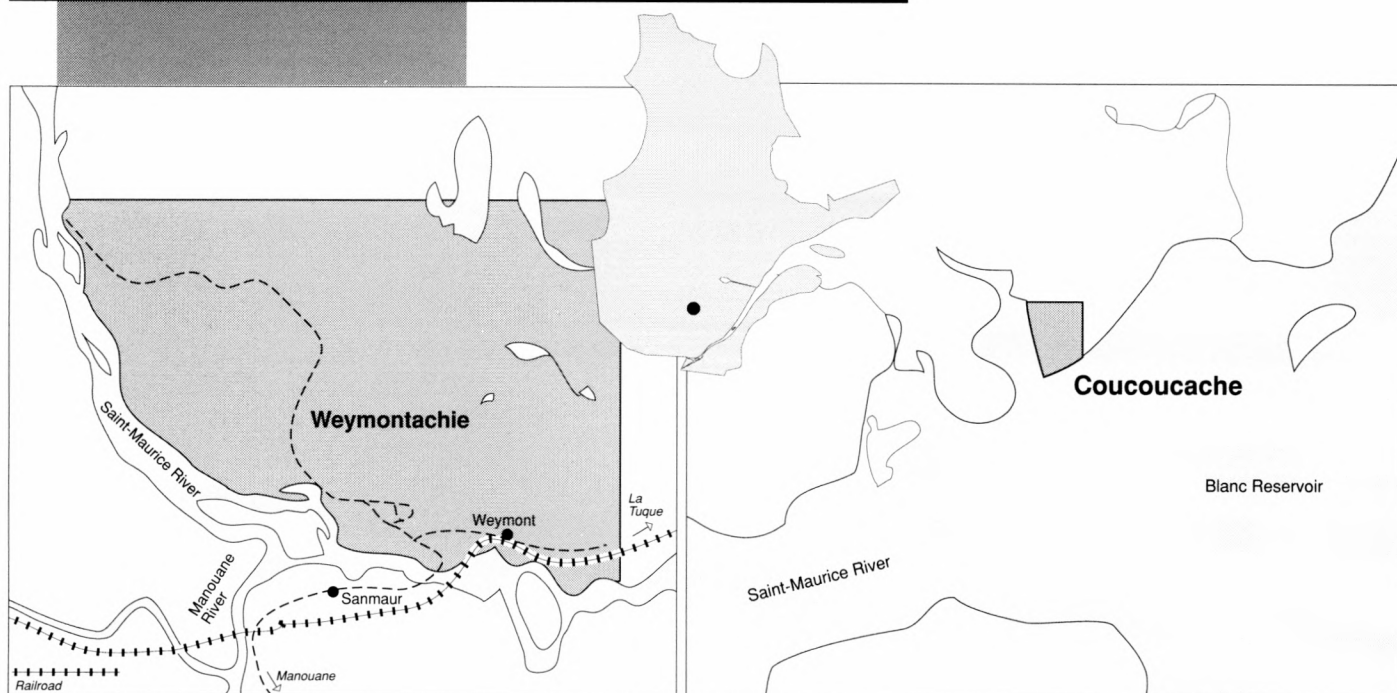 Weymontachie
Saint-Maurice River
Manouane
River
Weymont
La
Tuque
Sanmaur
Manouane
Railroad
Coucoucache
Blanc Reservoir
Saint-Maurice River